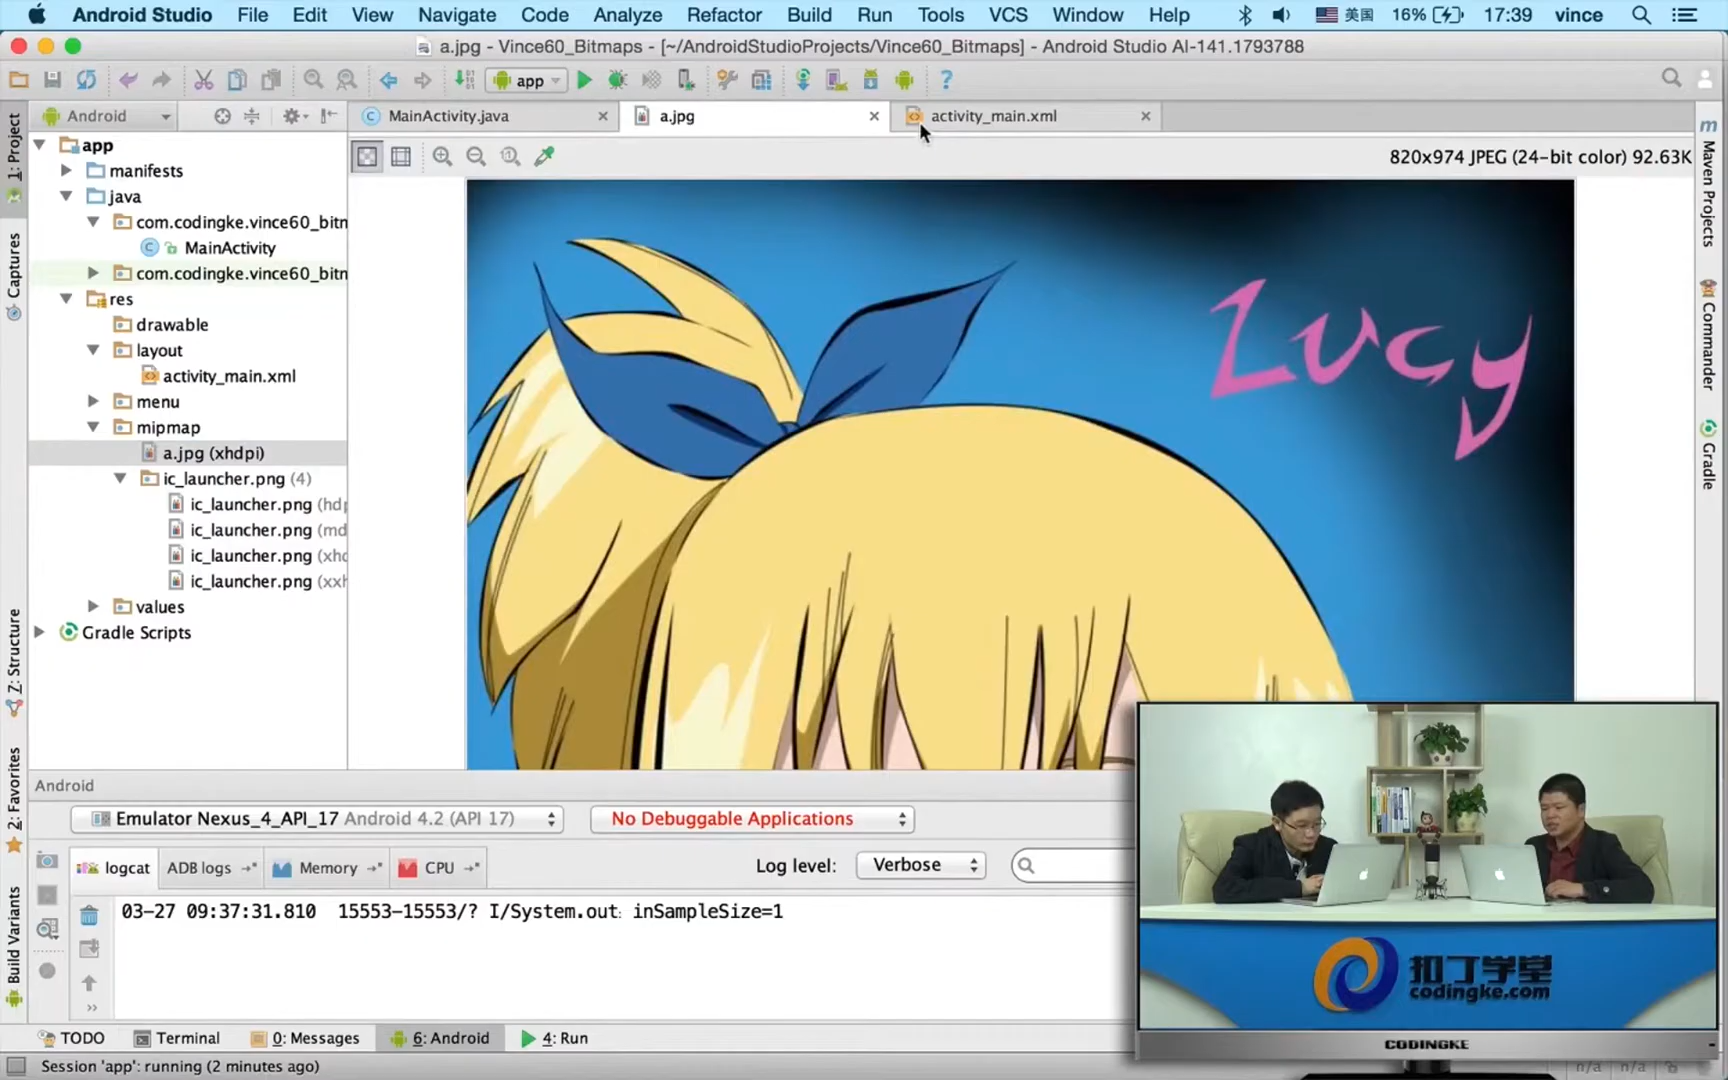 Android Studio File Edit View Navigate Code Analyze Refactor Build Run Tools VCS Window Help 美国 16% 17:39 vince
a.jpg - Vince60_Bitmaps - [~/AndroidStudioProjects/Vince60_Bitmaps] - Android Studio AI-141.1793788
app
Android
MainActivity.java
a.jpg
activity_main.xml
820x974 JPEG (24-bit color) 92.63K
1: Project
Captures
Z: Structure
2: Favorites
Build Variants
app
manifests
java
com.codingke.vince60_bitn
MainActivity
com.codingke.vince60_bitn
res
drawable
layout
activity_main.xml
menu
mipmap
a.jpg (xhdpi)
ic_launcher.png (4)
ic_launcher.png (hdp
ic_launcher.png (md
ic_launcher.png (xhd
ic_launcher.png (xxh
values
Gradle Scripts
Lucy
m
Maven Projects
Commander
Gradle
Android
Emulator Nexus_4_API_17 Android 4.2 (API 17)
No Debuggable Applications
logcat
ADB logs
Memory
CPU
Log level:
Verbose
03-27 09:37:31.810 15553-15553/? I/System.out: inSampleSize=1
扣丁学堂
codingke.com
CODINGKE
TODO
Terminal
0: Messages
6: Android
4: Run
Session 'app': running (2 minutes ago)
n/a n/a